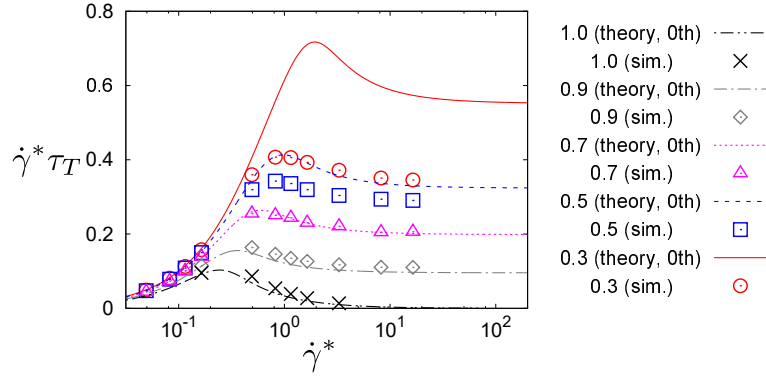 0.8
0.6
0.4
0.2
0
γ̇* τ_T
10^-1
10^0
10^1
10^2
γ̇*
1.0 (theory, 0th)
1.0 (sim.)
0.9 (theory, 0th)
0.9 (sim.)
0.7 (theory, 0th)
0.7 (sim.)
0.5 (theory, 0th)
0.5 (sim.)
0.3 (theory, 0th)
0.3 (sim.)